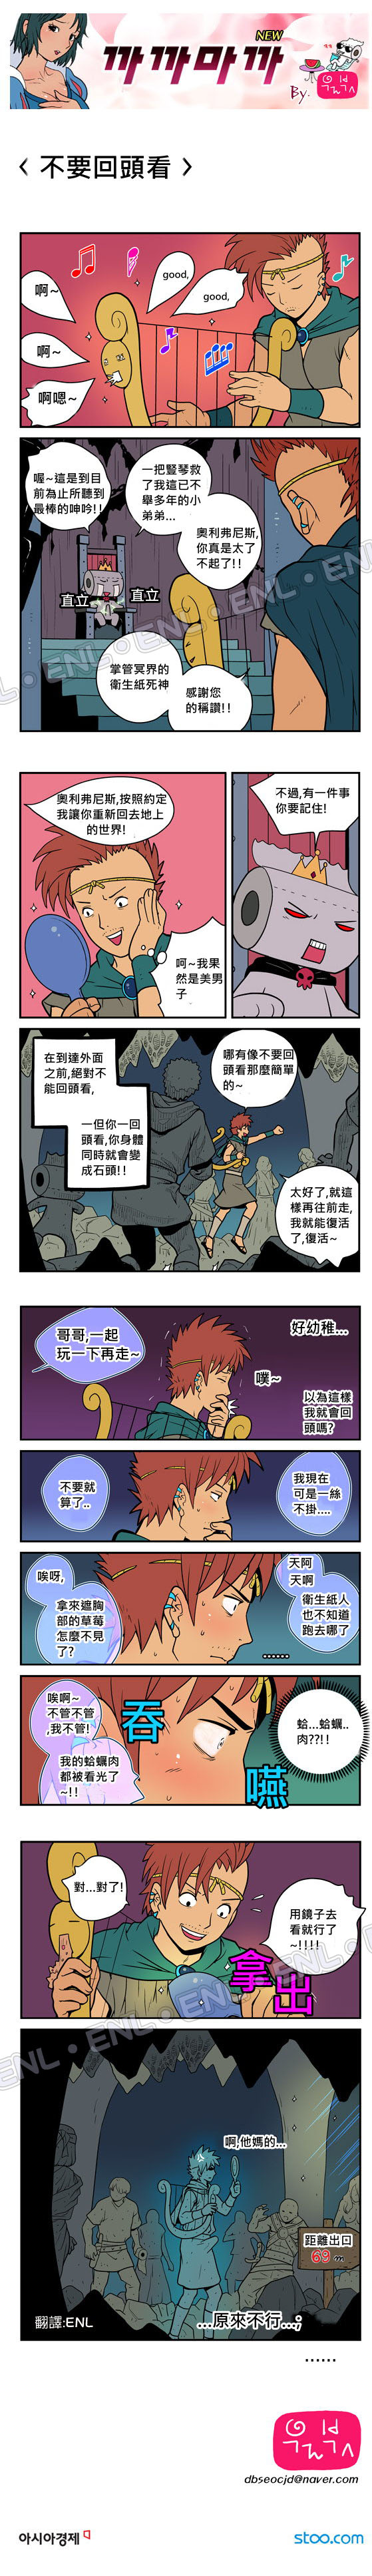 NEW
까까마까
By.
< 不要回頭看 >
啊~
啊~
啊嗯~
good,
good,
喔~這是到目
前為止所聽到
最棒的呻吟!!
一把豎琴救
了我這已不
舉多年的小
弟弟...
奧利弗尼斯,
你真是太了
不起了!!
直立
直立
掌管冥界的
衛生紙死神
感謝您
的稱讚!!
奧利弗尼斯,按照約定
我讓你重新回去地上
的世界!
呵~我果
然是美男
子
不過,有一件事
你要記住!
在到達外面
之前,絕對不
能回頭看,
一但你一回
頭看,你身體
同時就會變
成石頭!!
哪有像不要回
頭看那麼簡單
的~
太好了,就這
樣再往前走,
我就能復活
了,復活~
哥哥,一起
玩一下再走~
好幼稚...
噗~
以為這樣
我就會回
頭嗎?
不要就
算了..
我現在
可是一絲
不掛....
唉呀,
拿來遮胸
部的草莓
怎麼不見
了?
天阿
天啊
衛生紙人
也不知道
跑去哪了
......
唉啊~
不管不管
,我不管!
我的蛤蠣肉
都被看光了
~!!
吞
嚥
蛤...蛤蠣..
肉??!!
對...對了!
用鏡子去
看就行了
~!!!!
拿出
啊,他媽的...
距離出口
69 m
...原來不行...;
翻譯:ENL
......
dbseocjd@naver.com
아시아경제
stoo.com
ENL • ENL • ENL • ENL • ENL
ENL • ENL • ENL • ENL • ENL